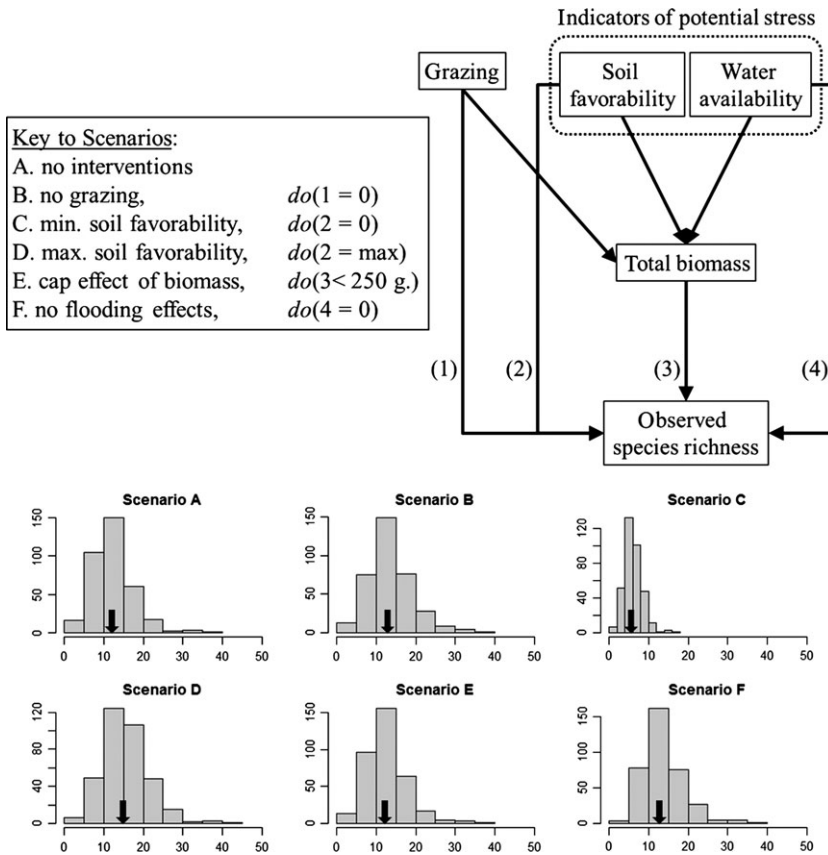 Indicators of potential stress
Grazing
Soil
favorability
Water
availability
Key to Scenarios:
A. no interventions
B. no grazing, do(1 = 0)
C. min. soil favorability, do(2 = 0)
D. max. soil favorability, do(2 = max)
E. cap effect of biomass, do(3< 250 g.)
F. no flooding effects, do(4 = 0)
Total biomass
(1) (2) (3) (4)
Observed
species richness
Scenario A
150
100
50
0
0 10 20 30 40 50
Scenario B
150
100
50
0
0 10 20 30 40 50
Scenario C
120
80
40
0
0 10 20 30 40 50
Scenario D
120
80
40
0
0 10 20 30 40 50
Scenario E
150
100
50
0
0 10 20 30 40 50
Scenario F
150
100
50
0
0 10 20 30 40 50